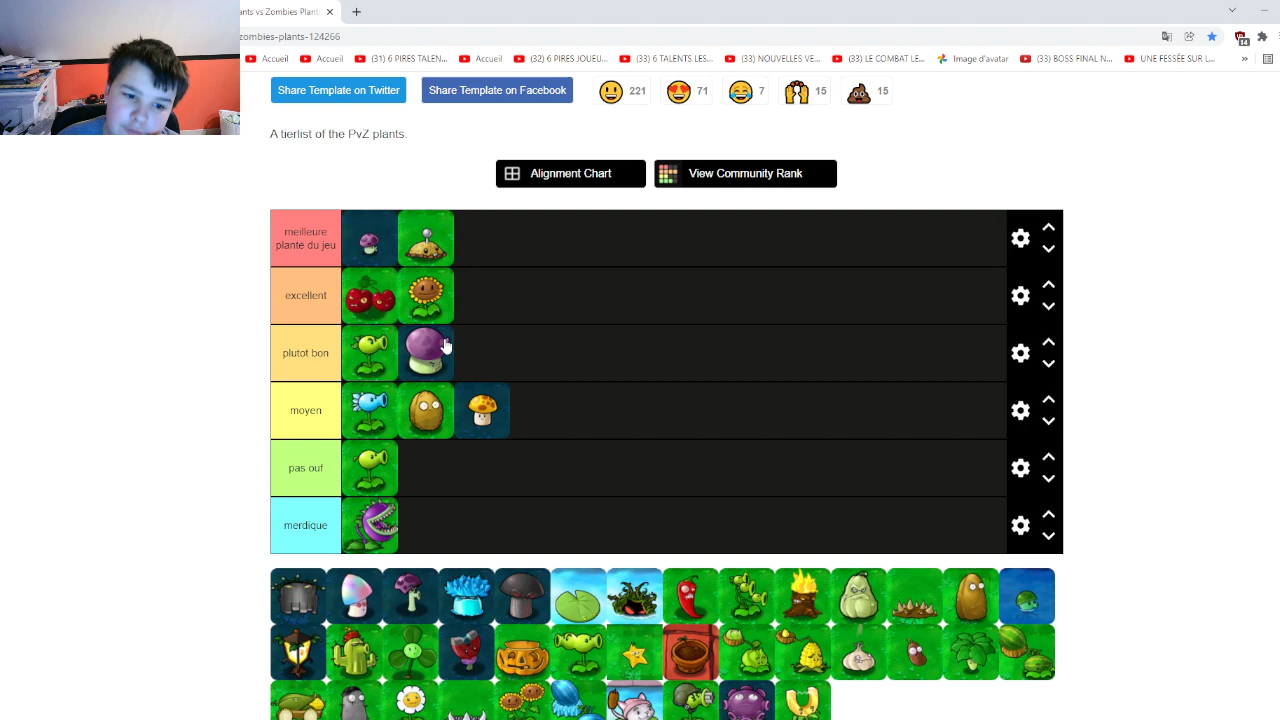 ants vs Zombies Plant
zombies-plants-124266
Accueil
Accueil
(31) 6 PIRES TALEN...
Accueil
(32) 6 PIRES JOUEU...
(33) 6 TALENTS LES...
(33) NOUVELLES VE...
(33) LE COMBAT LE...
Image d'avatar
(33) BOSS FINAL N...
UNE FESSÉE SUR L...
14
Share Template on Twitter
Share Template on Facebook
221
71
7
15
15
A tierlist of the PvZ plants.
Alignment Chart
View Community Rank
meilleure
plante du jeu
excellent
plutot bon
moyen
pas ouf
merdique